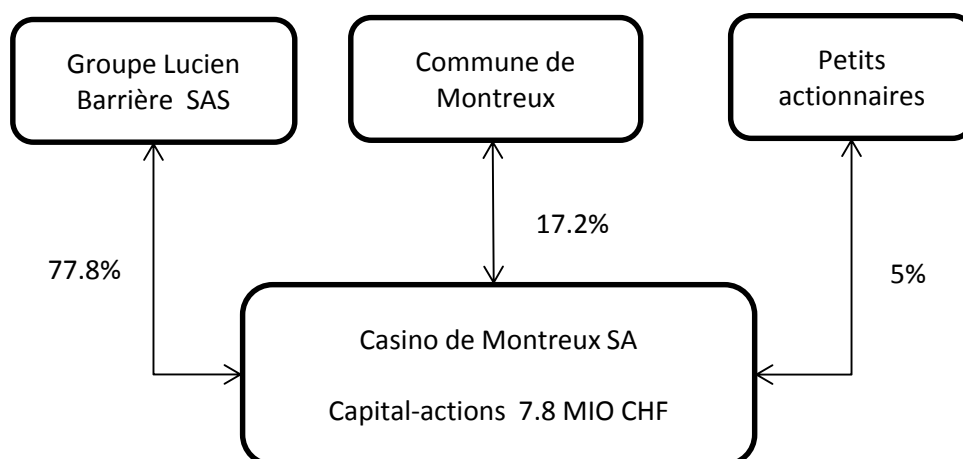 Groupe Lucien
Barrière SAS
Commune de
Montreux
Petits
actionnaires
77.8%
17.2%
5%
Casino de Montreux SA
Capital-actions 7.8 MIO CHF